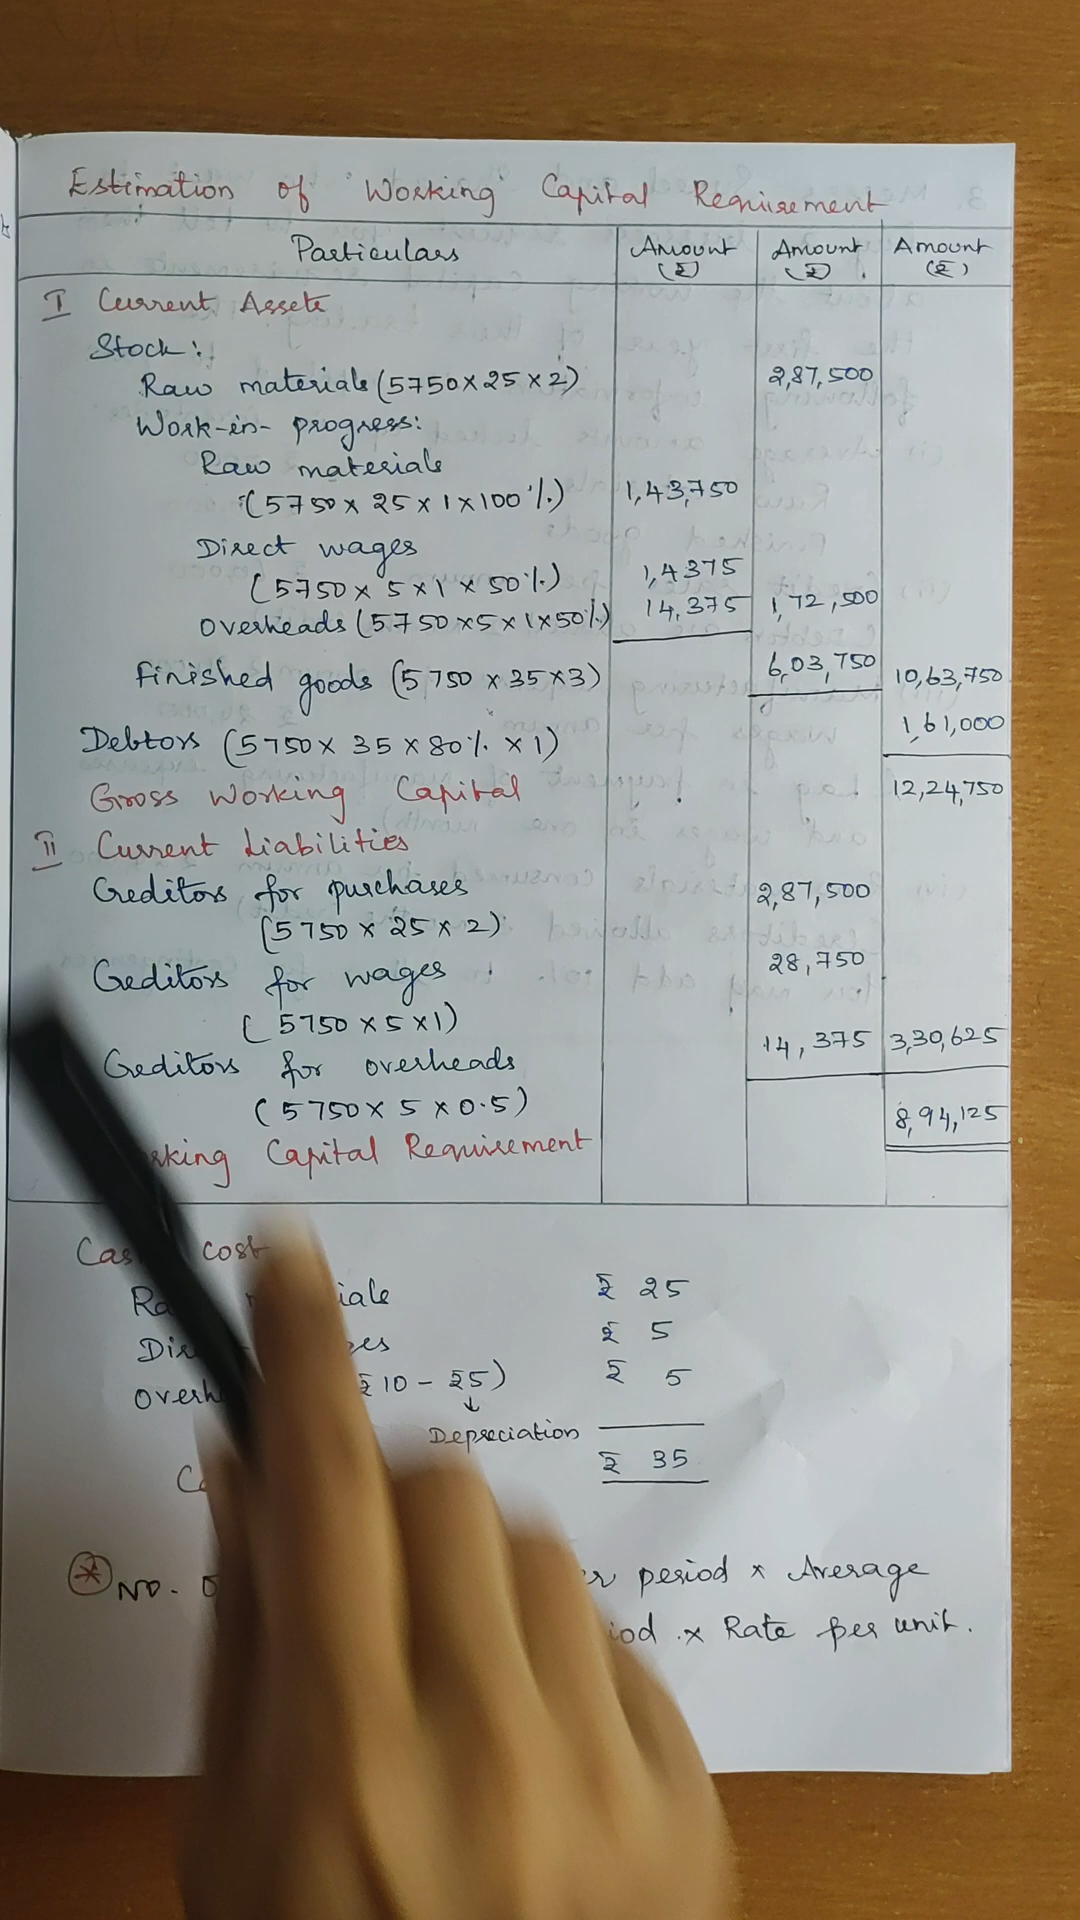 Estimation of Working Capital Requirement
Particulars Amount (₹) Amount (₹) Amount (₹)
I Current Assets
Stock:
Raw materials (5750 x 25 x 2) 2,87,500
Work-in-progress:
Raw materials
(5750 x 25 x 1 x 100%) 1,43,750
Direct wages
(5750 x 5 x 1 x 50%) 1,4375
Overheads (5750 x 5 x 1 x 50%) 14,375 1,72,500
Finished goods (5750 x 35 x 3) 6,03,750 10,63,750
Debtors (5750 x 35 x 80% x 1) 1,61,000
Gross Working Capital 12,24,750
II Current Liabilities
Creditors for purchases 2,87,500
(5750 x 25 x 2)
Creditors for wages 28,750
(5750 x 5 x 1)
Creditors for overheads 14,375 3,30,625
(5750 x 5 x 0.5)
8,94,125
Capital Requirement
cost
₹ 25
₹ 5
₹10 - ₹5) ₹ 5
↓
Depreciation
₹ 35
* No. period x Average
x Rate per unit.